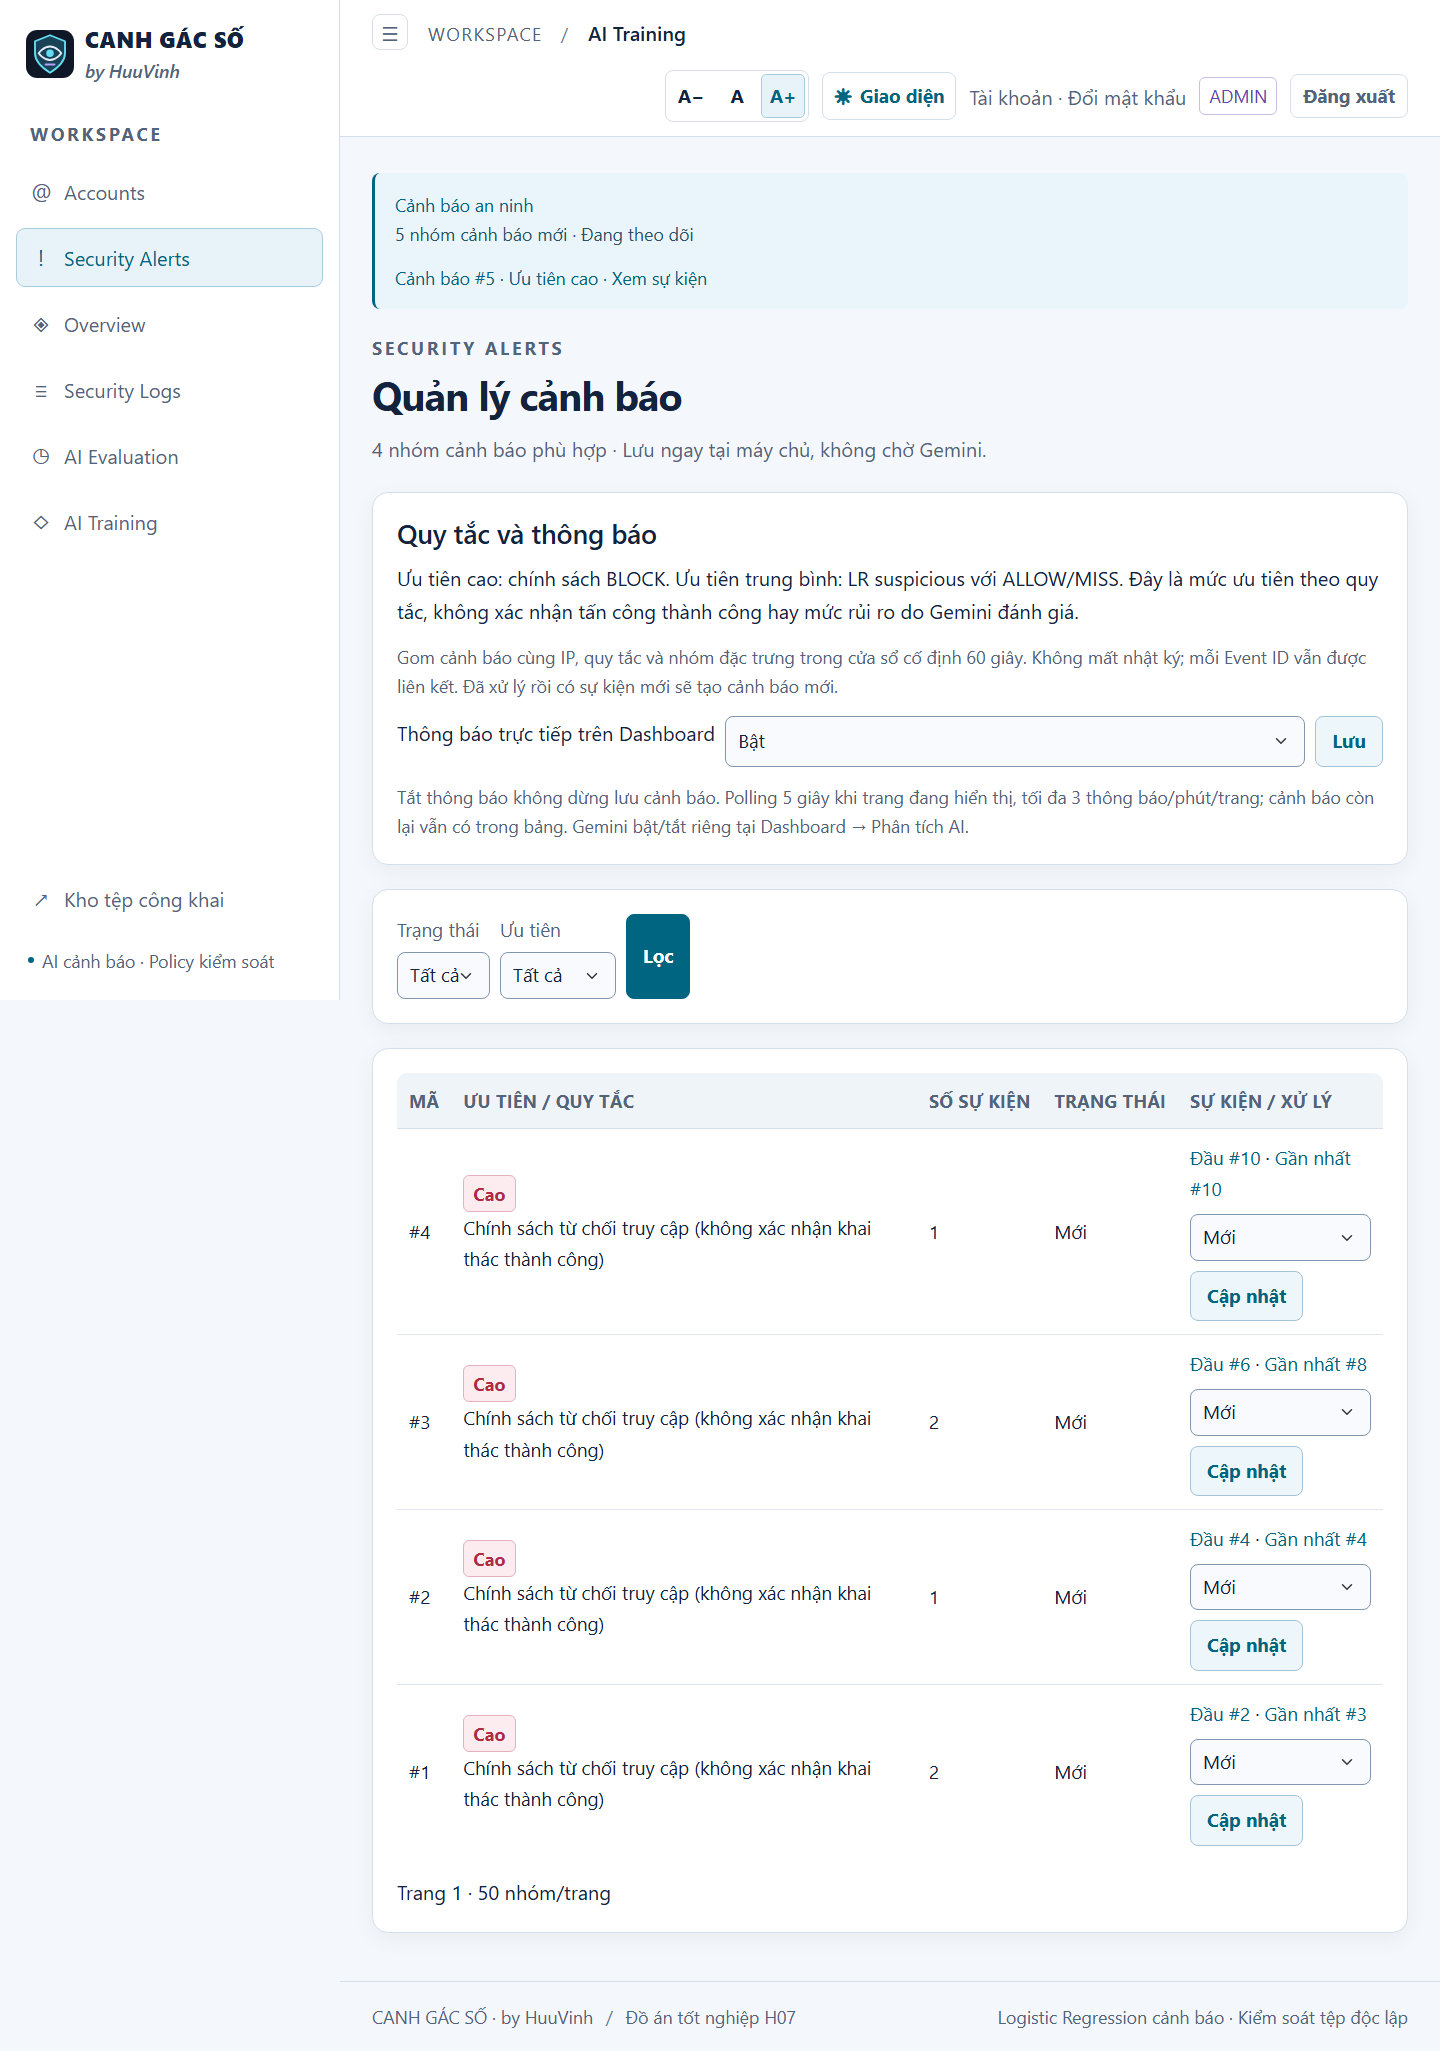 CANH GÁC SỐ
by HuuVinh
WORKSPACE
@ Accounts
! Security Alerts
Overview
Security Logs
AI Evaluation
AI Training
Kho tệp công khai
AI cảnh báo · Policy kiểm soát
WORKSPACE / AI Training
A− A A+ Giao diện Tài khoản · Đổi mật khẩu ADMIN Đăng xuất
Cảnh báo an ninh
5 nhóm cảnh báo mới · Đang theo dõi
Cảnh báo #5 · Ưu tiên cao · Xem sự kiện
SECURITY ALERTS
Quản lý cảnh báo
4 nhóm cảnh báo phù hợp · Lưu ngay tại máy chủ, không chờ Gemini.
Quy tắc và thông báo
Ưu tiên cao: chính sách BLOCK. Ưu tiên trung bình: LR suspicious với ALLOW/MISS. Đây là mức ưu tiên theo quy
tắc, không xác nhận tấn công thành công hay mức rủi ro do Gemini đánh giá.
Gom cảnh báo cùng IP, quy tắc và nhóm đặc trưng trong cửa sổ cố định 60 giây. Không mất nhật ký; mỗi Event ID vẫn được
liên kết. Đã xử lý rồi có sự kiện mới sẽ tạo cảnh báo mới.
Thông báo trực tiếp trên Dashboard Bật Lưu
Tắt thông báo không dừng lưu cảnh báo. Polling 5 giây khi trang đang hiển thị, tối đa 3 thông báo/phút/trang; cảnh báo còn
lại vẫn có trong bảng. Gemini bật/tắt riêng tại Dashboard → Phân tích AI.
Trạng thái Ưu tiên
Tất cả Tất cả Lọc
MÃ ƯU TIÊN / QUY TẮC SỐ SỰ KIỆN TRẠNG THÁI SỰ KIỆN / XỬ LÝ
#4 Cao
Chính sách từ chối truy cập (không xác nhận khai
thác thành công)
1 Mới
Đầu #10 · Gần nhất
#10
Mới
Cập nhật
#3 Cao
Chính sách từ chối truy cập (không xác nhận khai
thác thành công)
2 Mới
Đầu #6 · Gần nhất #8
Mới
Cập nhật
#2 Cao
Chính sách từ chối truy cập (không xác nhận khai
thác thành công)
1 Mới
Đầu #4 · Gần nhất #4
Mới
Cập nhật
#1 Cao
Chính sách từ chối truy cập (không xác nhận khai
thác thành công)
2 Mới
Đầu #2 · Gần nhất #3
Mới
Cập nhật
Trang 1 · 50 nhóm/trang
CANH GÁC SỐ · by HuuVinh / Đồ án tốt nghiệp H07
Logistic Regression cảnh báo · Kiểm soát tệp độc lập